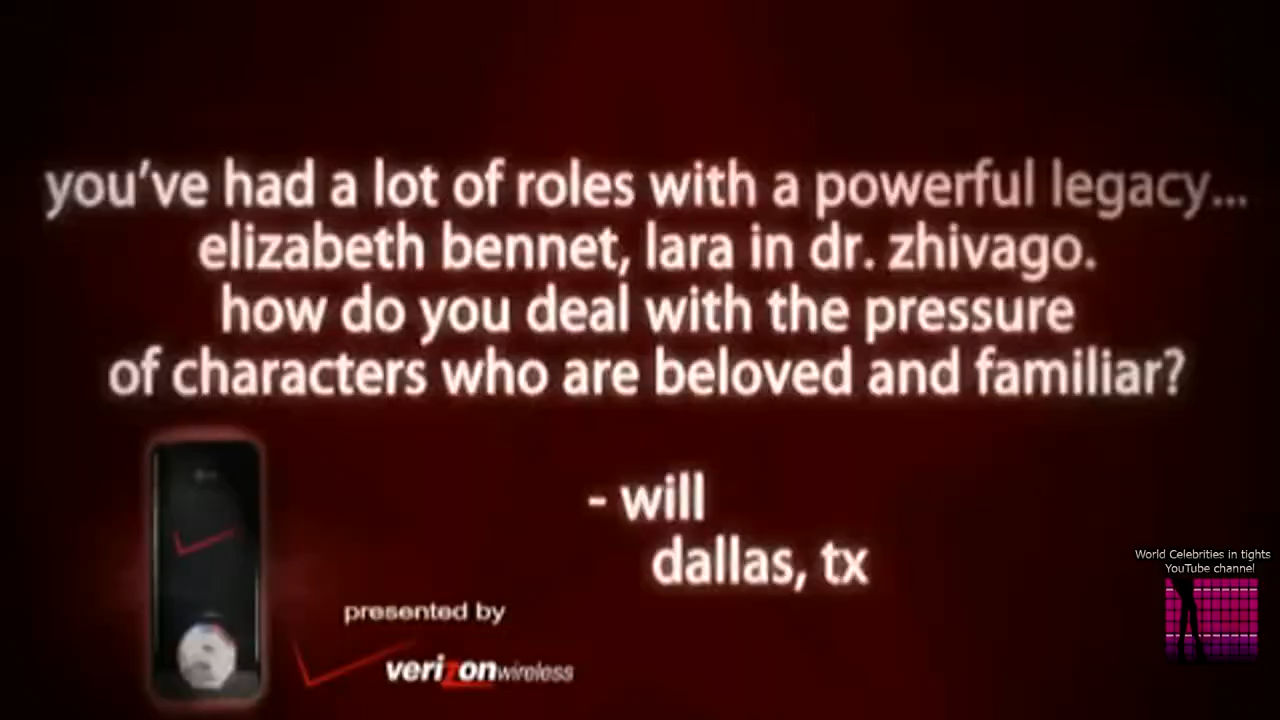 you've had a lot of roles with a powerful legacy...
elizabeth bennet, lara in dr. zhivago.
how do you deal with the pressure
of characters who are beloved and familiar?
- will
dallas, tx
presented by
verizonwireless
World Celebrities in tights
YouTube channel